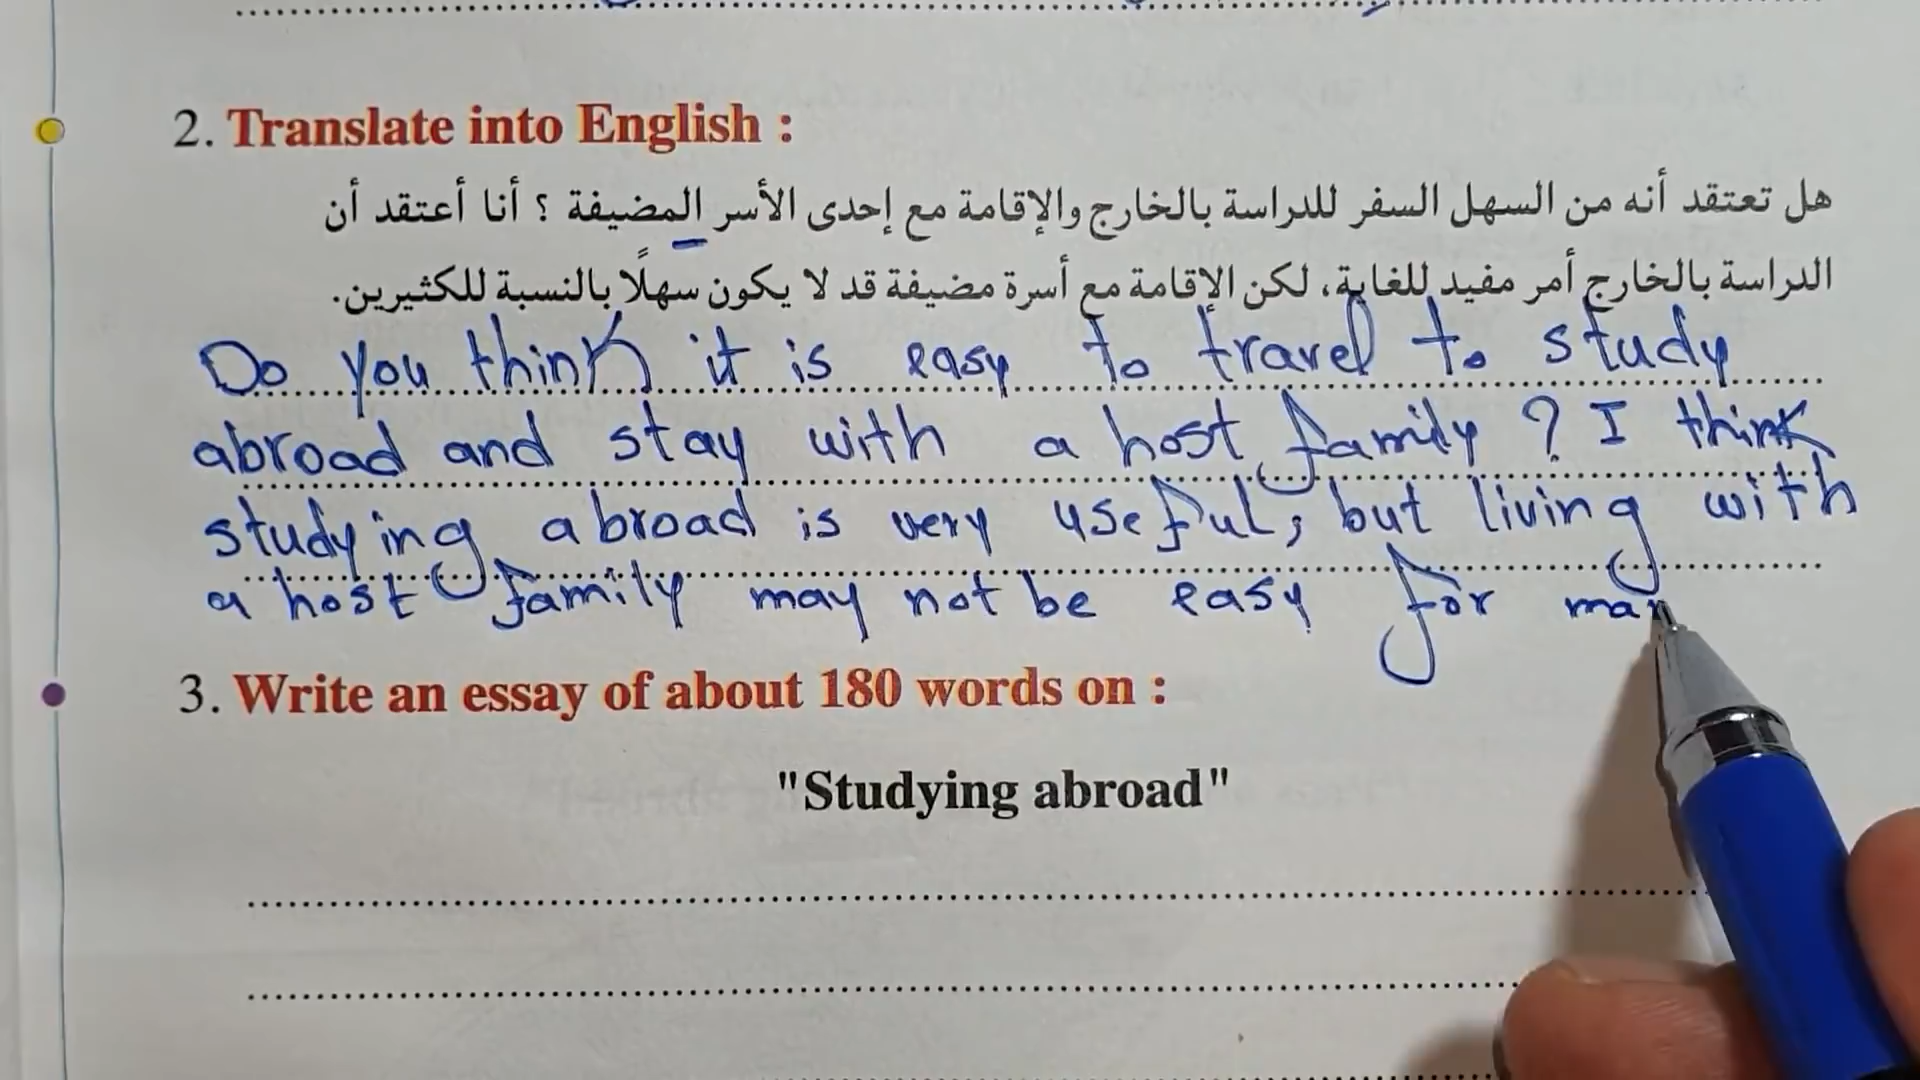 2. Translate into English :
هل تعتقد أنه من السهل السفر للدراسة بالخارج والإقامة مع إحدى الأسر المضيفة ؟ أنا أعتقد أن
الدراسة بالخارج أمر مفيد للغاية، لكن الإقامة مع أسرة مضيفة قد لا يكون سهلًا بالنسبة للكثيرين.
Do you think it is easy to travel to study
abroad and stay with a host family ? I think
studying abroad is very useful, but living with
a host family may not be easy for man
3. Write an essay of about 180 words on :
"Studying abroad"